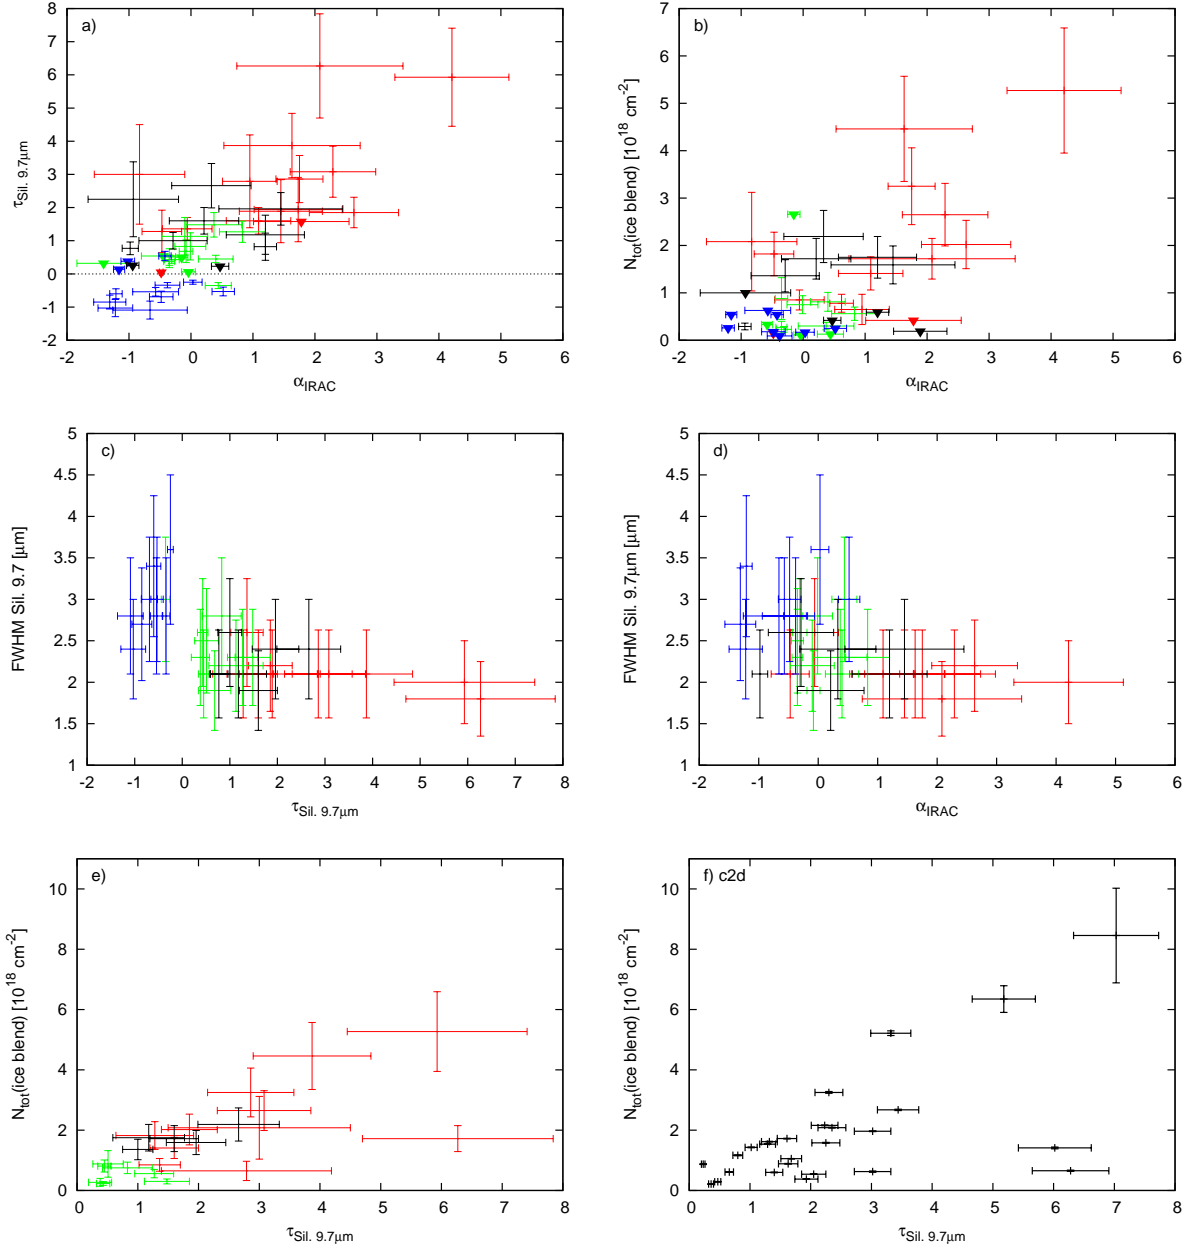 a)
8
7
6
5
4
3
2
1
0
-1
-2
τSil. 9.7μm
-2 -1 0 1 2 3 4 5 6
αIRAC
b)
7
6
5
4
3
2
1
0
Ntot(ice blend) [10^18 cm^-2]
-2 -1 0 1 2 3 4 5 6
αIRAC
c)
5
4.5
4
3.5
3
2.5
2
1.5
1
FWHM Sil. 9.7 [μm]
-2 -1 0 1 2 3 4 5 6 7 8
τSil. 9.7μm
d)
5
4.5
4
3.5
3
2.5
2
1.5
1
FWHM Sil. 9.7μm [μm]
-2 -1 0 1 2 3 4 5 6
αIRAC
e)
10
8
6
4
2
0
Ntot(ice blend) [10^18 cm^-2]
0 1 2 3 4 5 6 7 8
τSil. 9.7μm
f) c2d
10
8
6
4
2
0
Ntot(ice blend) [10^18 cm^-2]
0 1 2 3 4 5 6 7 8
τSil. 9.7μm